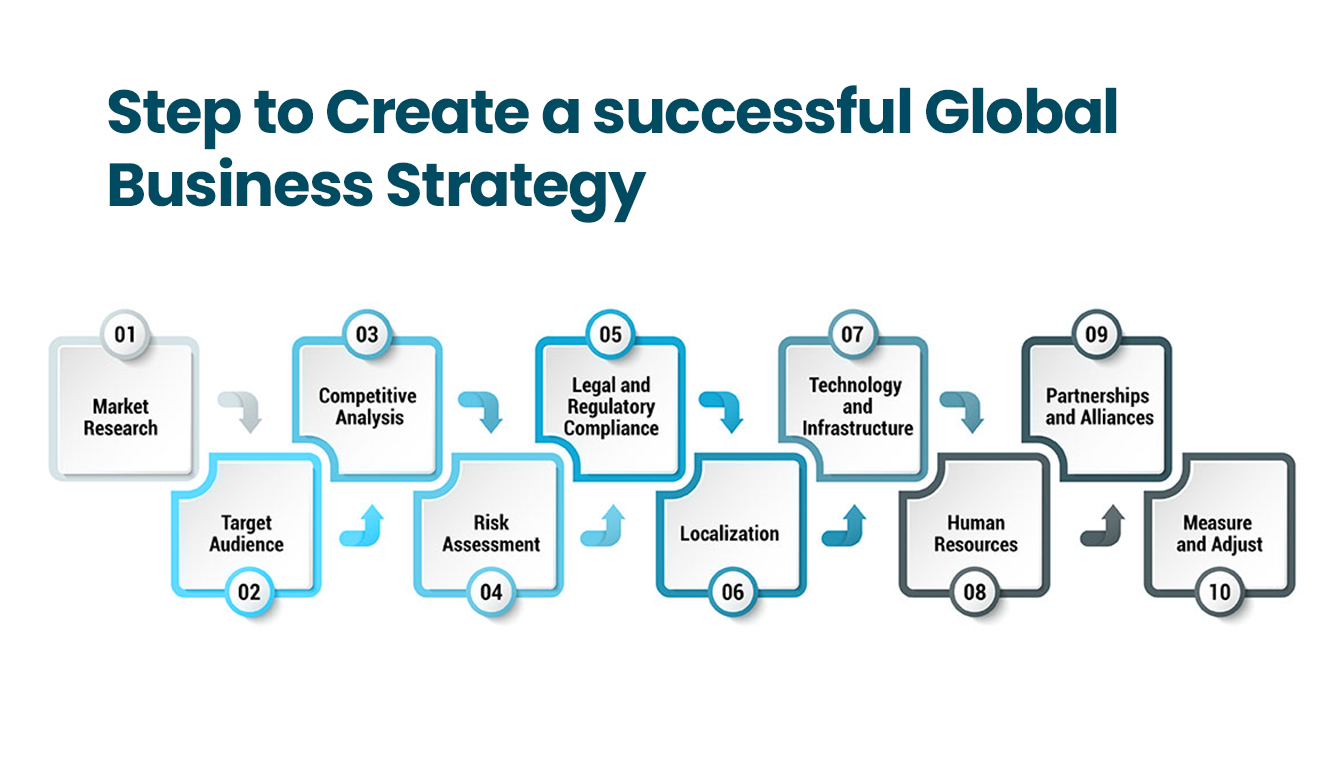 Step to Create a successful Global
Business Strategy
01
Market
Research
02
Target
Audience
03
Competitive
Analysis
04
Risk
Assessment
05
Legal and
Regulatory
Compliance
06
Localization
07
Technology
and
Infrastructure
08
Human
Resources
09
Partnerships
and Alliances
10
Measure
and Adjust